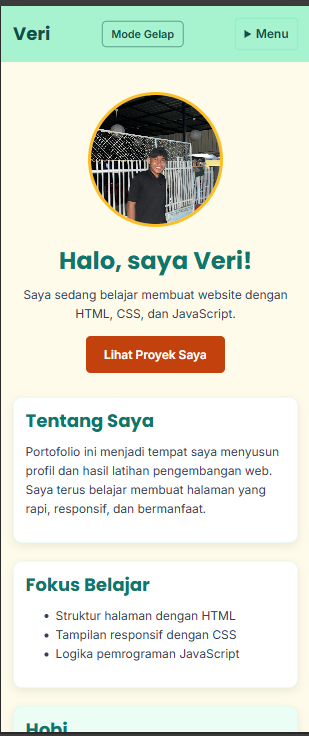 Veri
Mode Gelap
Menu
Halo, saya Veri!
Saya sedang belajar membuat website dengan
HTML, CSS, dan JavaScript.
Lihat Proyek Saya
Tentang Saya
Portofolio ini menjadi tempat saya menyusun
profil dan hasil latihan pengembangan web.
Saya terus belajar membuat halaman yang
rapi, responsif, dan bermanfaat.
Fokus Belajar
Struktur halaman dengan HTML
Tampilan responsif dengan CSS
Logika pemrograman JavaScript
Hobi